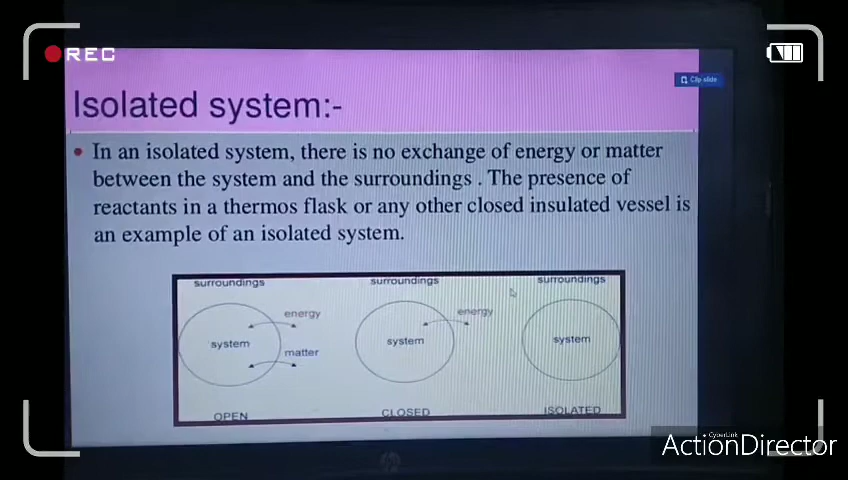 REC
Clip slide
Isolated system:-
• In an isolated system, there is no exchange of energy or matter
between the system and the surroundings . The presence of
reactants in a thermos flask or any other closed insulated vessel is
an example of an isolated system.
surroundings surroundings surroundings
energy energy
system system system
matter
OPEN CLOSED ISOLATED
CyberLink
ActionDirector
hp